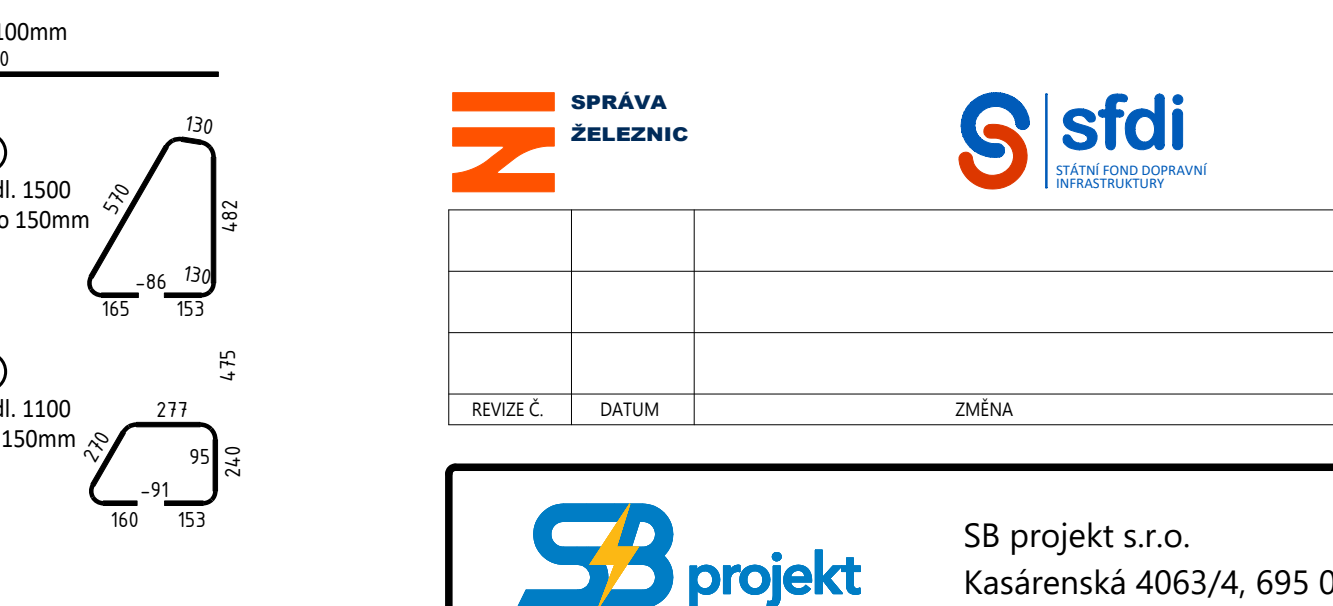 100mm
0
130
dl. 1500
o 150mm
570
482
-86
130
165
153
475
dl. 1100
150mm
277
270
95
240
-91
160
153
SPRÁVA
ŽELEZNIC
sfdi
STÁTNÍ FOND DOPRAVNÍ
INFRASTRUKTURY
REVIZE Č.
DATUM
ZMĚNA
SB projekt
SB projekt s.r.o.
Kasárenská 4063/4, 695 0